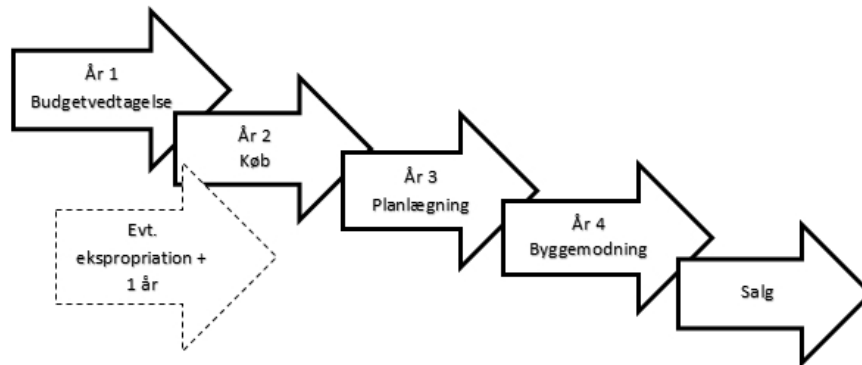 År 1
Budgetvedtagelse
År 2
Køb
År 3
Planlægning
År 4
Byggemodning
Salg
Evt.
ekspropriation +
1 år